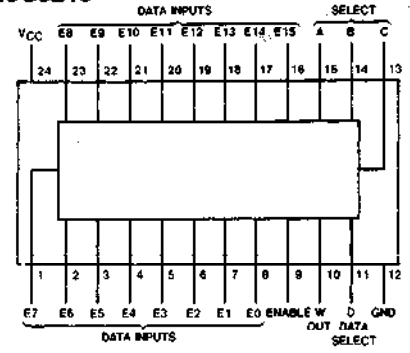 DATA INPUTS SELECT
VCC E8 E9 E10 E11 E12 E13 E14 E15 A B C
24 23 22 21 20 19 18 17 16 15 14 13
1 2 3 4 5 6 7 8 9 10 11 12
E7 E6 E5 E4 E3 E2 E1 E0 ENABLE W D GND
OUT DATA
DATA INPUTS SELECT